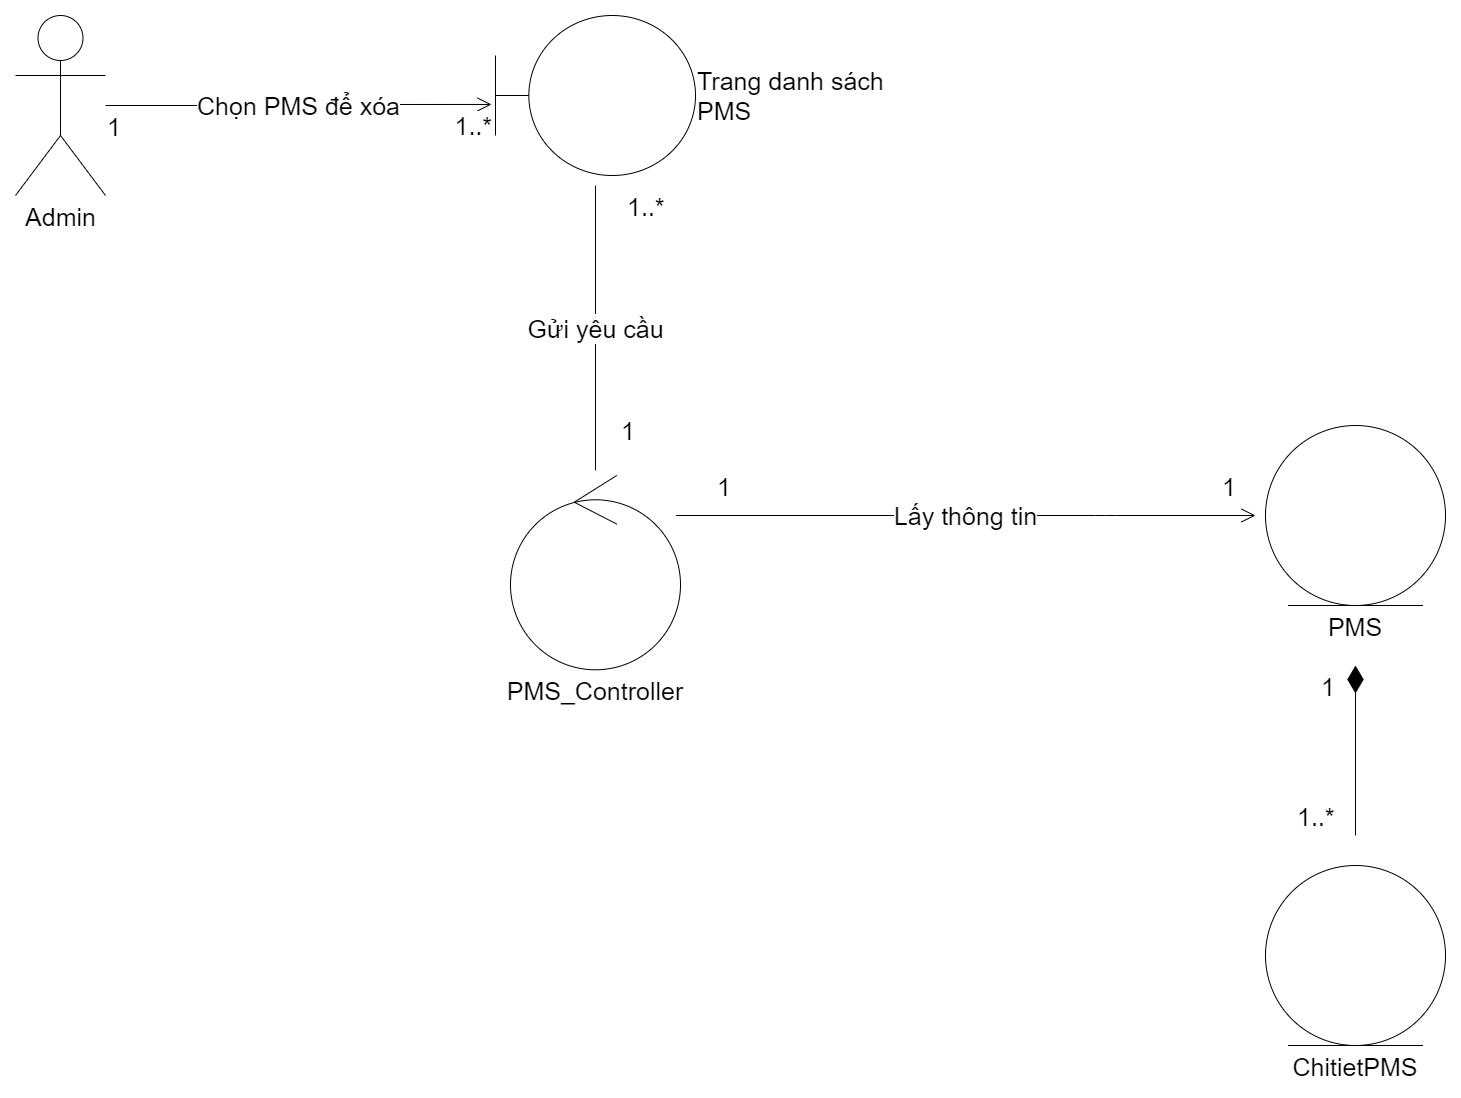 Admin
1
Chọn PMS để xóa
1..*
Trang danh sách
PMS
1..*
Gửi yêu cầu
1
PMS_Controller
1
Lấy thông tin
1
PMS
1
1..*
ChitietPMS